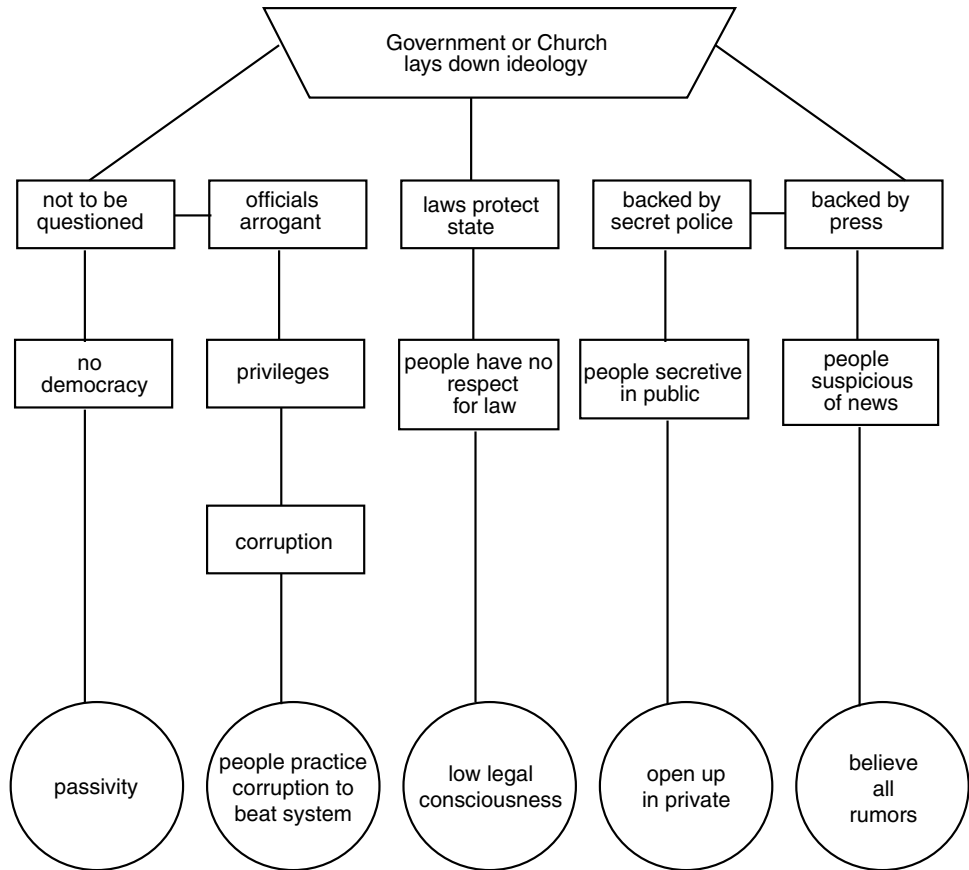 Government or Church
lays down ideology
not to be
questioned
officials
arrogant
laws protect
state
backed by
secret police
backed by
press
no
democracy
privileges
people have no
respect
for law
people secretive
in public
people
suspicious
of news
corruption
passivity
people practice
corruption to
beat system
low legal
consciousness
open up
in private
believe
all
rumors